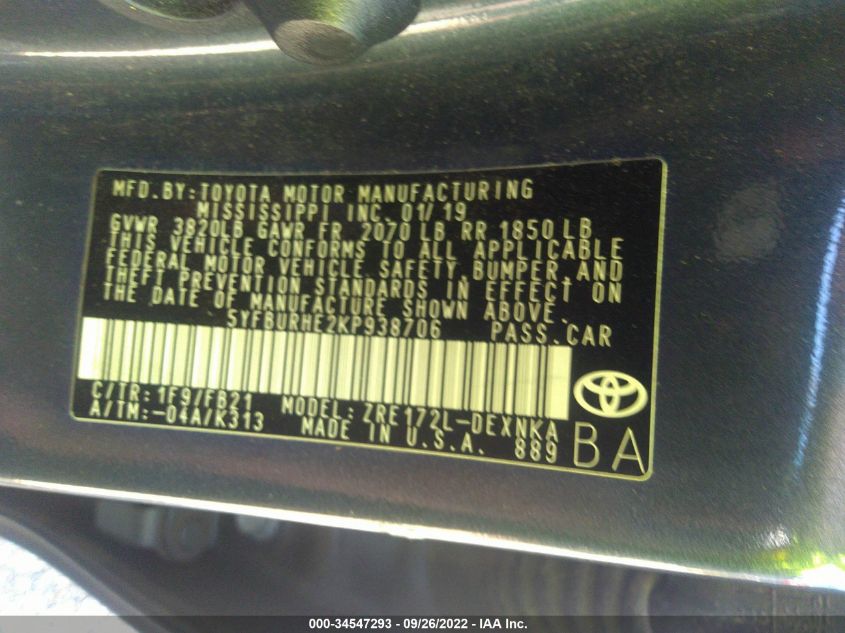 MFD.BY:TOYOTA MOTOR MANUFACTURING
MISSISSIPPI INC. 01/19
GVWR 3820LB GAWR FR 2070 LB RR 1850 LB
THIS VEHICLE CONFORMS TO ALL APPLICABLE
FEDERAL MOTOR VEHICLE SAFETY, BUMPER, AND
THEFT PREVENTION STANDARDS IN EFFECT ON
THE DATE OF MANUFACTURE SHOWN ABOVE.
5YFBURHE2KP938706 PASS.CAR
C/TR:1F9/FB21 MODEL:ZRE172L-DEXNKA
A/TM:-04A/K313 MADE IN U.S.A. 889 BA
000-34547293 - 09/26/2022 - IAA Inc.